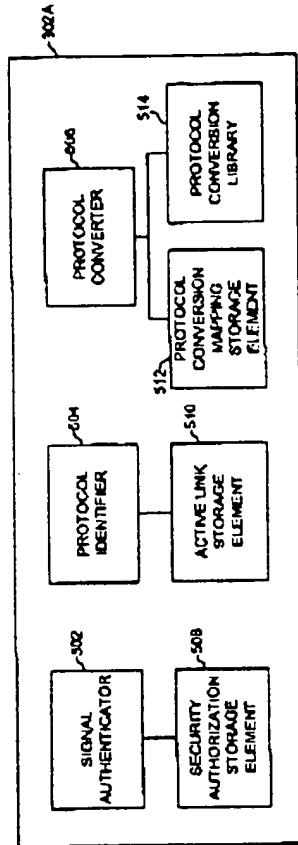 302A
502
SIGNAL
AUTHENTICATOR
508
SECURITY
AUTHORIZATION
STORAGE
ELEMENT
504
PROTOCOL
IDENTIFIER
510
ACTIVE LINK
STORAGE
ELEMENT
506
PROTOCOL
CONVERTER
512
PROTOCOL
CONVERSION
MAPPING
STORAGE
ELEMENT
514
PROTOCOL
CONVERSION
LIBRARY